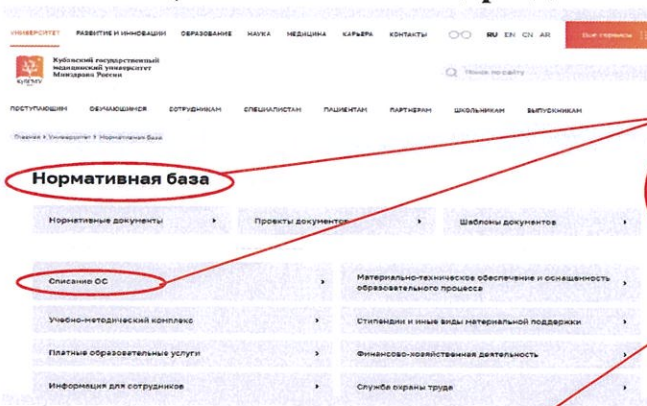 УНИВЕРСИТЕТ РАЗВИТИЕ И ИННОВАЦИИ ОБРАЗОВАНИЕ НАУКА МЕДИЦИНА КАРЬЕРА КОНТАКТЫ RU EN CN AR Все сервисы
Кубанский государственный
медицинский университет
Минздрава России
Поиск по сайту
ПОСТУПАЮЩИМ ОБУЧАЮЩИМСЯ СОТРУДНИКАМ СПЕЦИАЛИСТАМ ПАЦИЕНТАМ ПАРТНЕРАМ ШКОЛЬНИКАМ ВЫПУСКНИКАМ
Главная > Университет > Нормативная база
Нормативная база
Нормативные документы Проекты документов Шаблоны документов
Списание ОС Материально-техническое обеспечение и оснащенность
образовательного процесса
Учебно-методический комплекс Стипендии и иные виды материальной поддержки
Платные образовательные услуги Финансово-хозяйственная деятельность
Информация для сотрудников Служба охраны труда